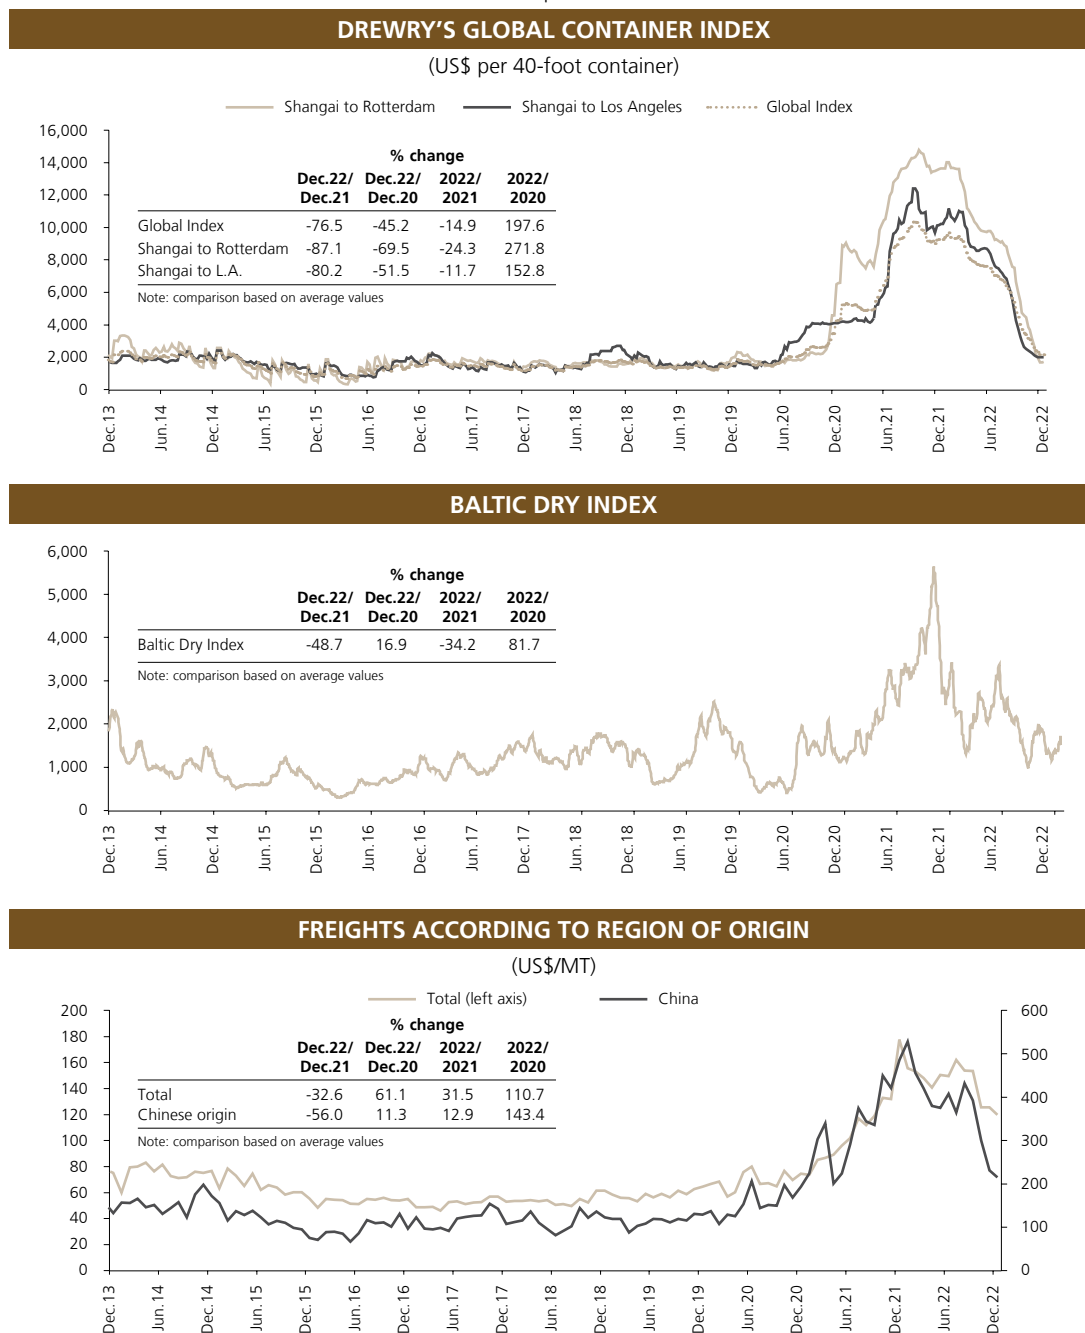 DREWRY'S GLOBAL CONTAINER INDEX
(US$ per 40-foot container)
Shangai to Rotterdam Shangai to Los Angeles Global Index
16,000
14,000
12,000
10,000
8,000
6,000
4,000
2,000
0
% change
Dec.22/ Dec.22/ 2022/ 2022/
Dec.21 Dec.20 2021 2020
Global Index -76.5 -45.2 -14.9 197.6
Shangai to Rotterdam -87.1 -69.5 -24.3 271.8
Shangai to L.A. -80.2 -51.5 -11.7 152.8
Note: comparison based on average values
Dec.13 Jun.14 Dec.14 Jun.15 Dec.15 Jun.16 Dec.16 Jun.17 Dec.17 Jun.18 Dec.18 Jun.19 Dec.19 Jun.20 Dec.20 Jun.21 Dec.21 Jun.22 Dec.22
BALTIC DRY INDEX
6,000
5,000
4,000
3,000
2,000
1,000
0
% change
Dec.22/ Dec.22/ 2022/ 2022/
Dec.21 Dec.20 2021 2020
Baltic Dry Index -48.7 16.9 -34.2 81.7
Note: comparison based on average values
Dec.13 Jun.14 Dec.14 Jun.15 Dec.15 Jun.16 Dec.16 Jun.17 Dec.17 Jun.18 Dec.18 Jun.19 Dec.19 Jun.20 Dec.20 Jun.21 Dec.21 Jun.22 Dec.22
FREIGHTS ACCORDING TO REGION OF ORIGIN
(US$/MT)
Total (left axis) China
200
180
160
140
120
100
80
60
40
20
0
% change
Dec.22/ Dec.22/ 2022/ 2022/
Dec.21 Dec.20 2021 2020
Total -32.6 61.1 31.5 110.7
Chinese origin -56.0 11.3 12.9 143.4
Note: comparison based on average values
600
500
400
300
200
100
0
Dec.13 Jun.14 Dec.14 Jun.15 Dec.15 Jun.16 Dec.16 Jun.17 Dec.17 Jun.18 Dec.18 Jun.19 Dec.19 Jun.20 Dec.20 Jun.21 Dec.21 Jun.22 Dec.22